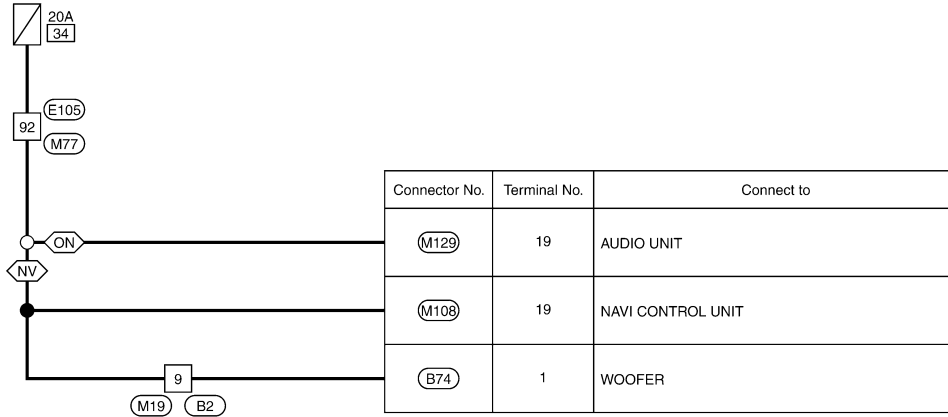 20A
34
E105
92
M77
Connector No. Terminal No. Connect to
ON M129 19 AUDIO UNIT
NV
M108 19 NAVI CONTROL UNIT
9 B74 1 WOOFER
M19 B2